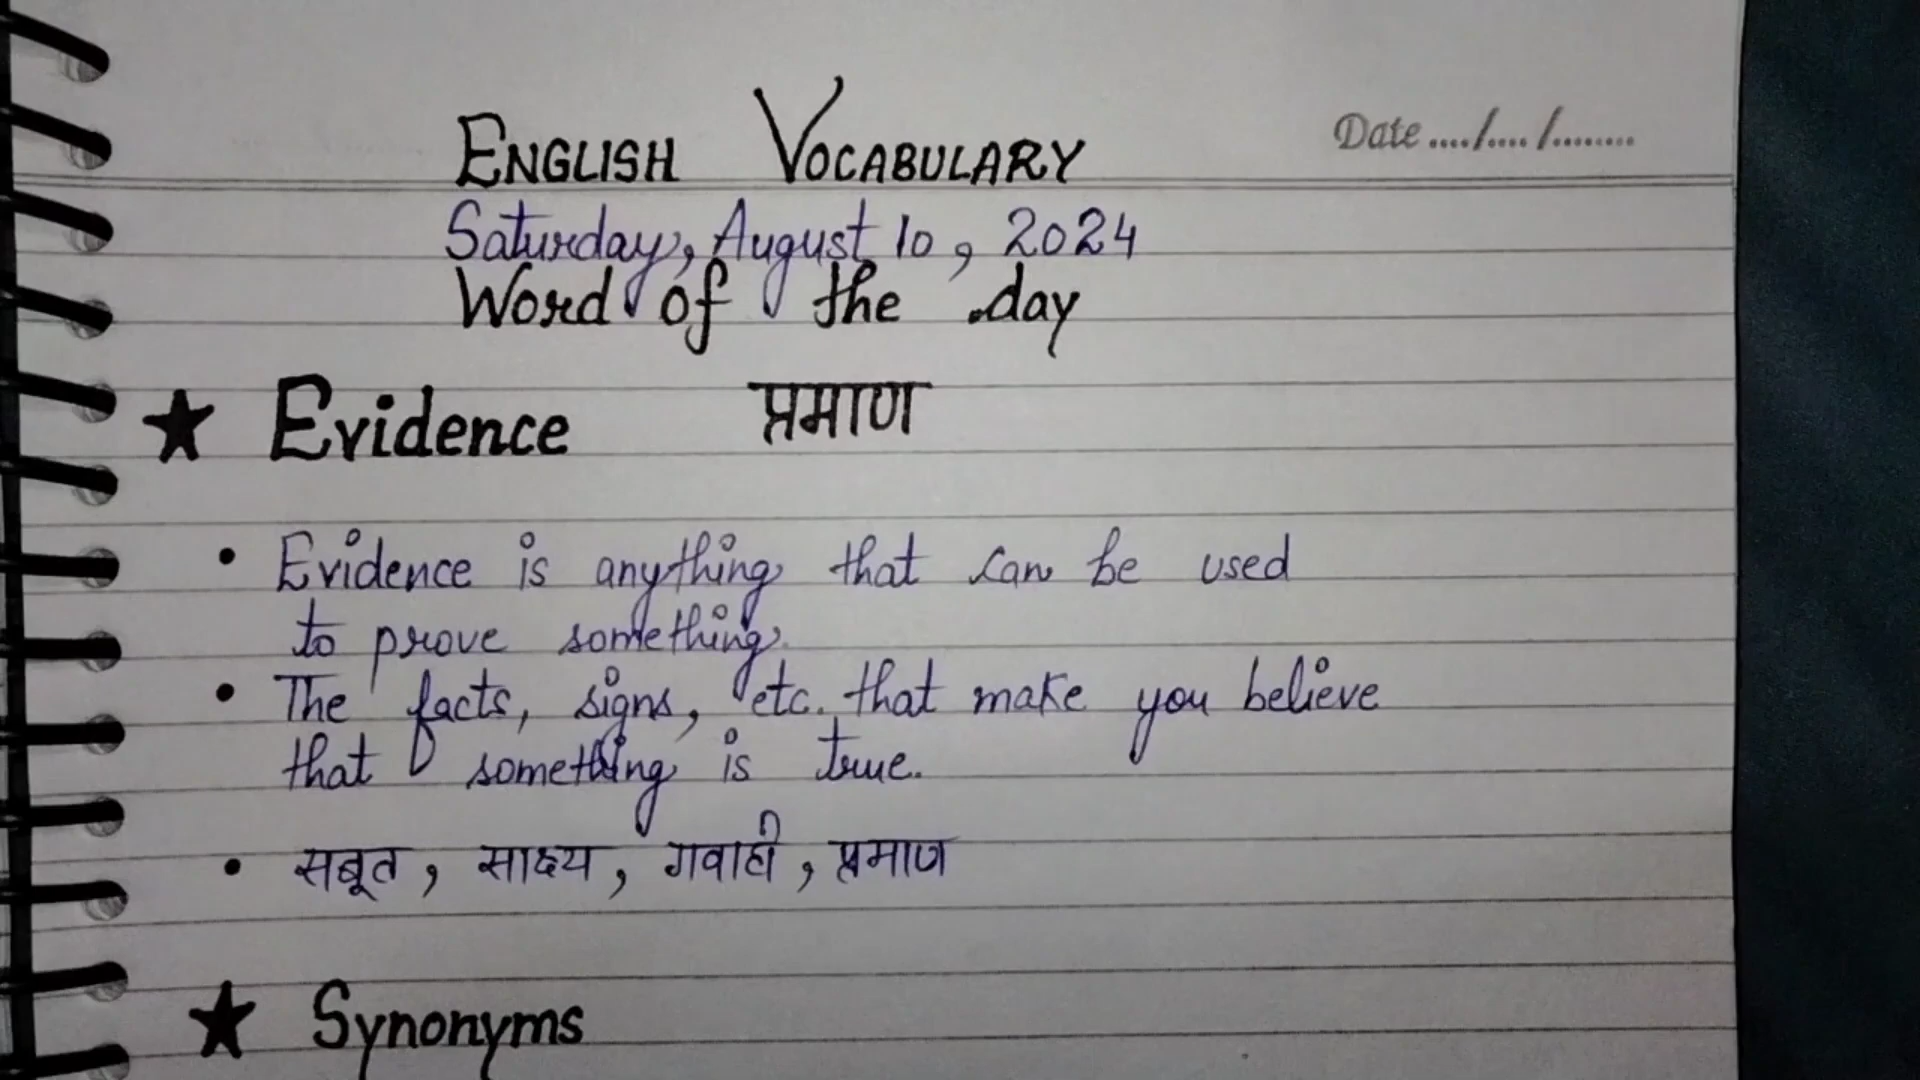 ENGLISH VOCABULARY
Date ..../..../........
Saturday, August 10, 2024
Word of the day
★ Evidence प्रमाण
• Evidence is anything that can be used
to prove something.
• The facts, signs, etc. that make you believe
that something is true.
• सबूत, साक्ष्य, गवाही, प्रमाण
★ Synonyms